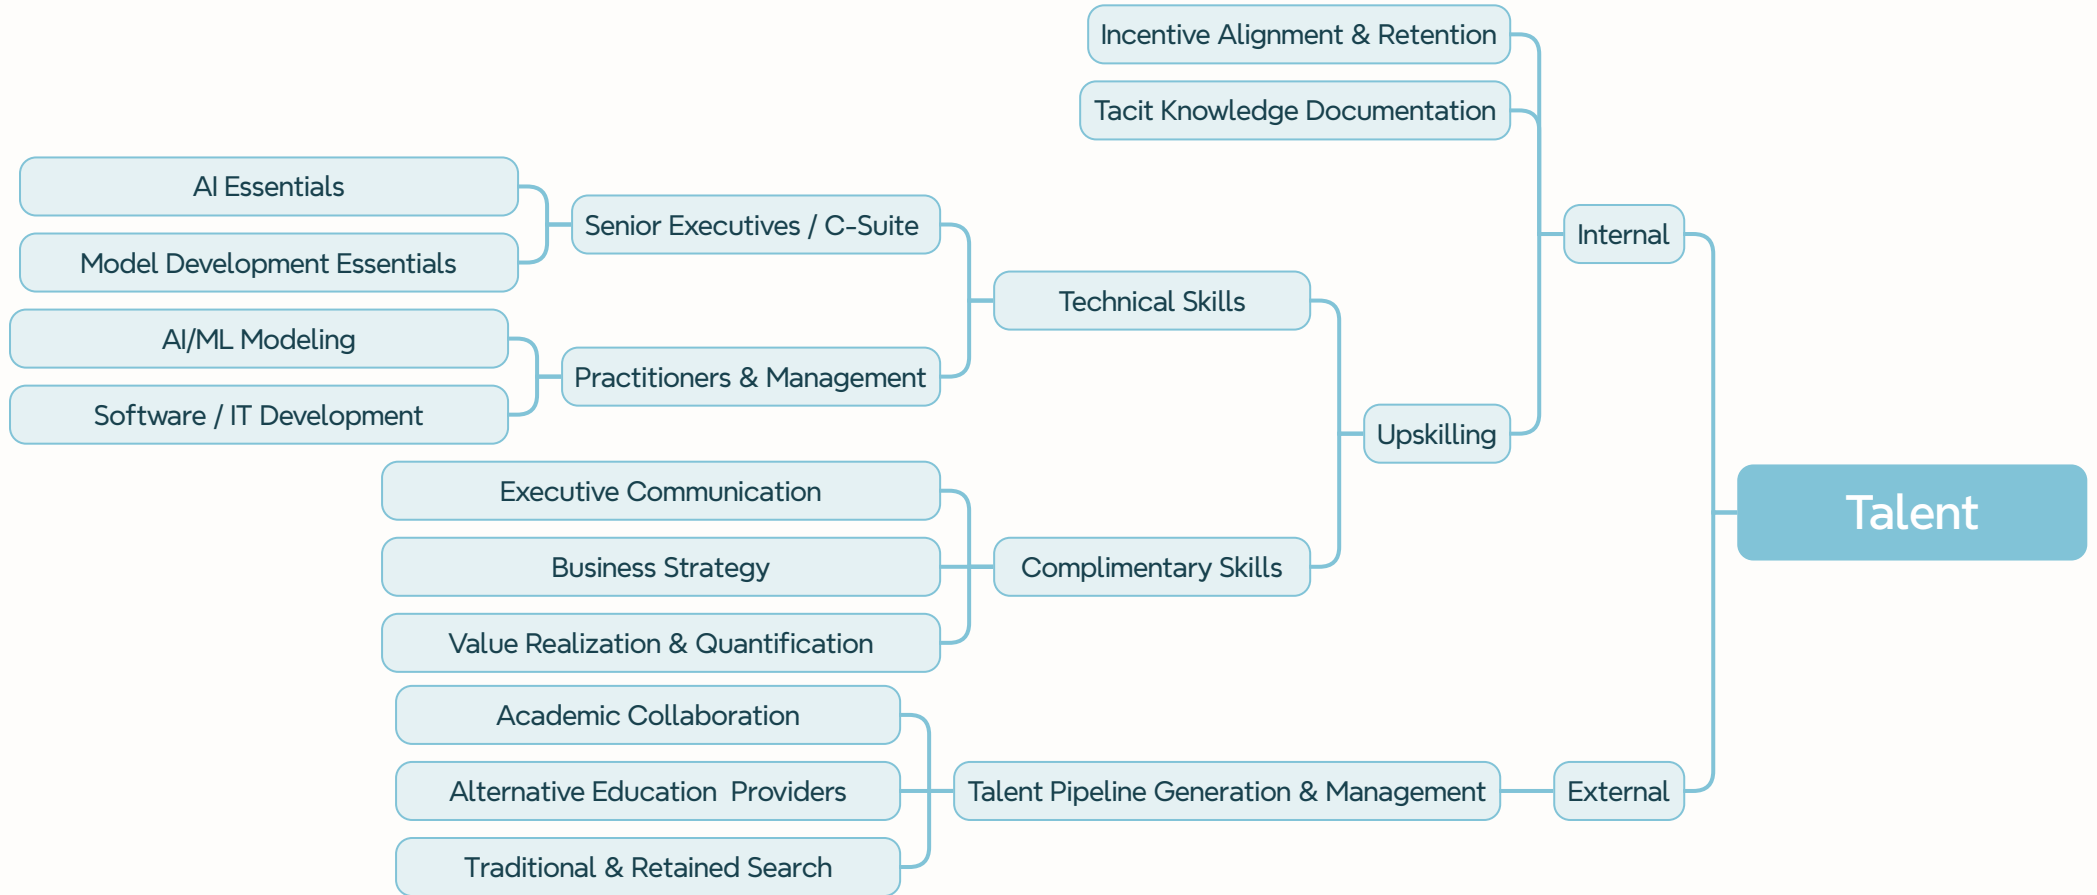 Incentive Alignment & Retention
Tacit Knowledge Documentation
AI Essentials
Senior Executives / C-Suite
Internal
Model Development Essentials
Technical Skills
AI/ML Modeling
Practitioners & Management
Software / IT Development
Upskilling
Executive Communication
Talent
Business Strategy
Complimentary Skills
Value Realization & Quantification
Academic Collaboration
Alternative Education  Providers
Talent Pipeline Generation & Management
External
Traditional & Retained Search